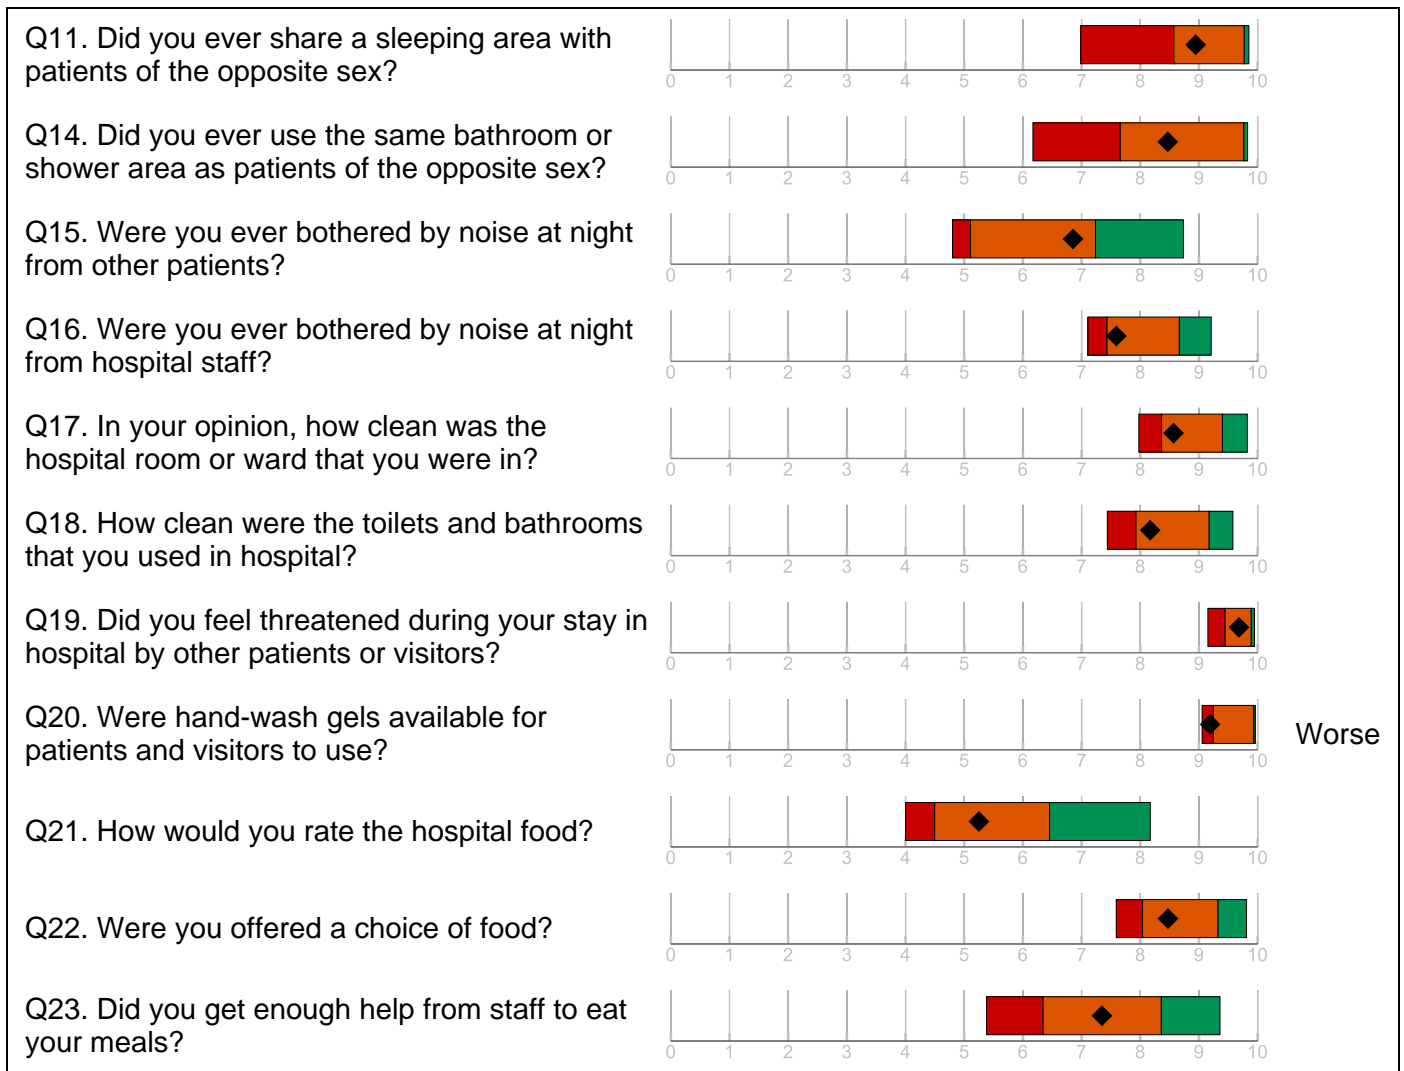 Q11. Did you ever share a sleeping area with
patients of the opposite sex?
0 1 2 3 4 5 6 7 8 9 10
Q14. Did you ever use the same bathroom or
shower area as patients of the opposite sex?
0 1 2 3 4 5 6 7 8 9 10
Q15. Were you ever bothered by noise at night
from other patients?
0 1 2 3 4 5 6 7 8 9 10
Q16. Were you ever bothered by noise at night
from hospital staff?
0 1 2 3 4 5 6 7 8 9 10
Q17. In your opinion, how clean was the
hospital room or ward that you were in?
0 1 2 3 4 5 6 7 8 9 10
Q18. How clean were the toilets and bathrooms
that you used in hospital?
0 1 2 3 4 5 6 7 8 9 10
Q19. Did you feel threatened during your stay in
hospital by other patients or visitors?
0 1 2 3 4 5 6 7 8 9 10
Q20. Were hand-wash gels available for
patients and visitors to use?
Worse
0 1 2 3 4 5 6 7 8 9 10
Q21. How would you rate the hospital food?
0 1 2 3 4 5 6 7 8 9 10
Q22. Were you offered a choice of food?
0 1 2 3 4 5 6 7 8 9 10
Q23. Did you get enough help from staff to eat
your meals?
0 1 2 3 4 5 6 7 8 9 10